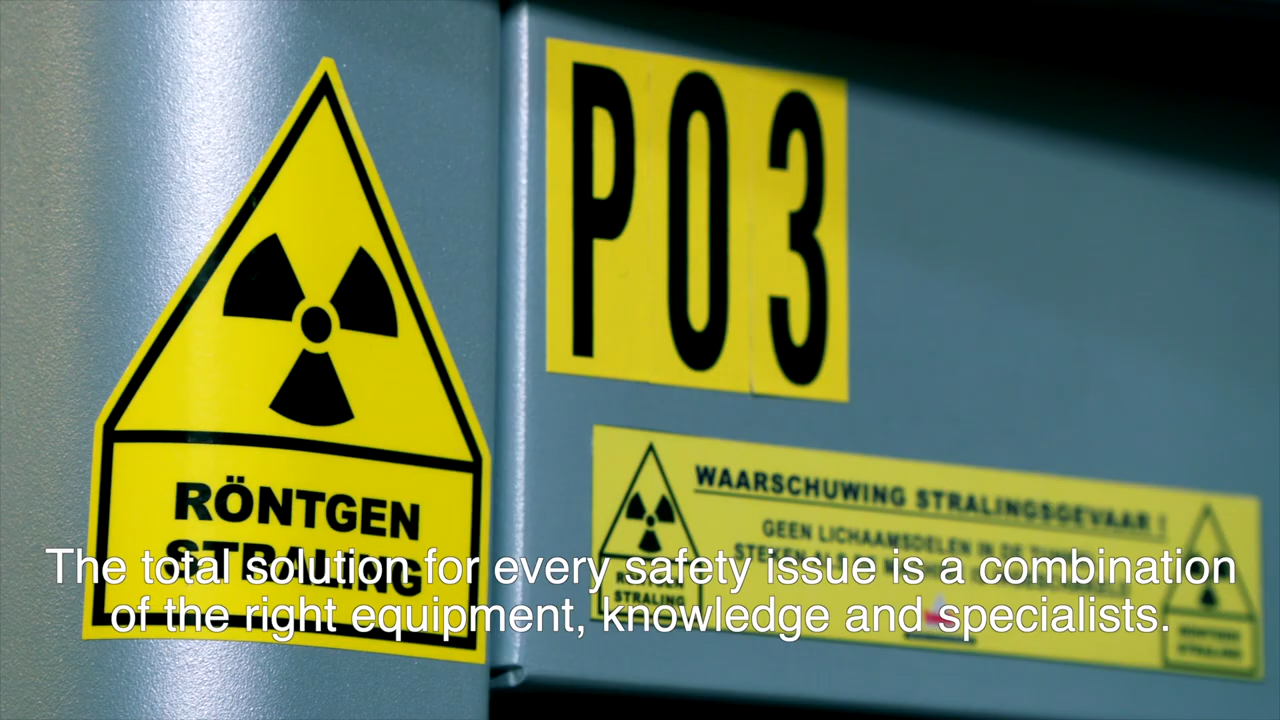 RÖNTGEN
STRALING
P03
WAARSCHUWING STRALINGSGEVAAR !
GEEN LICHAAMSDELEN IN DE
STRALING
The total solution for every safety issue is a combination
of the right equipment, knowledge and specialists.